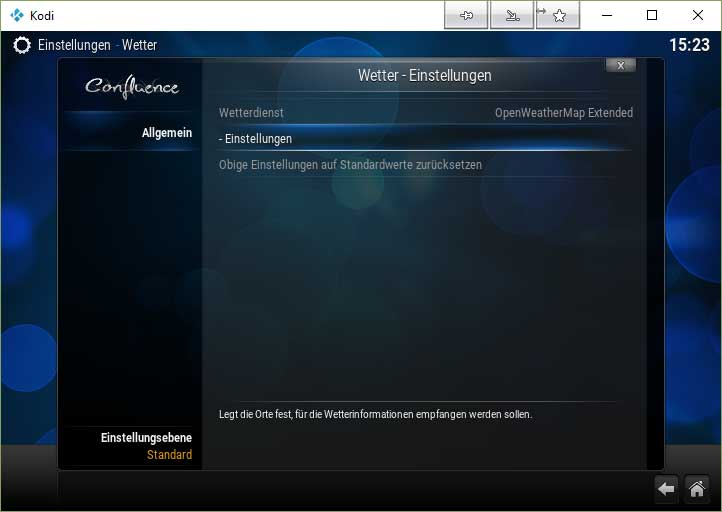 Kodi
Einstellungen - Wetter
15:23
Confluence
Wetter - Einstellungen
x
Allgemein
Wetterdienst OpenWeatherMap Extended
- Einstellungen
Obige Einstellungen auf Standardwerte zurücksetzen
Legt die Orte fest, für die Wetterinformationen empfangen werden sollen.
Einstellungsebene
Standard